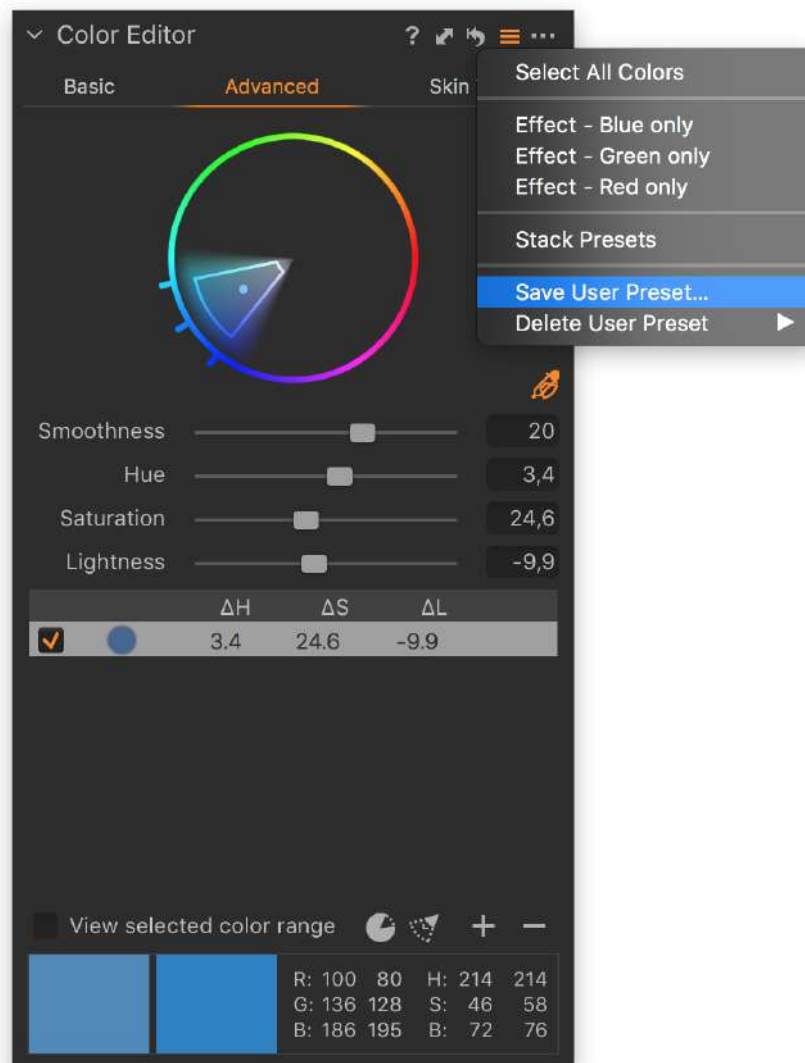 Color Editor ?
Basic Advanced Skin
Select All Colors
Effect - Blue only
Effect - Green only
Effect - Red only
Stack Presets
Save User Preset...
Delete User Preset
Smoothness 20
Hue 3,4
Saturation 24,6
Lightness -9,9
ΔH ΔS ΔL
3.4 24.6 -9.9
View selected color range
R: 100 80 H: 214 214
G: 136 128 S: 46 58
B: 186 195 B: 72 76